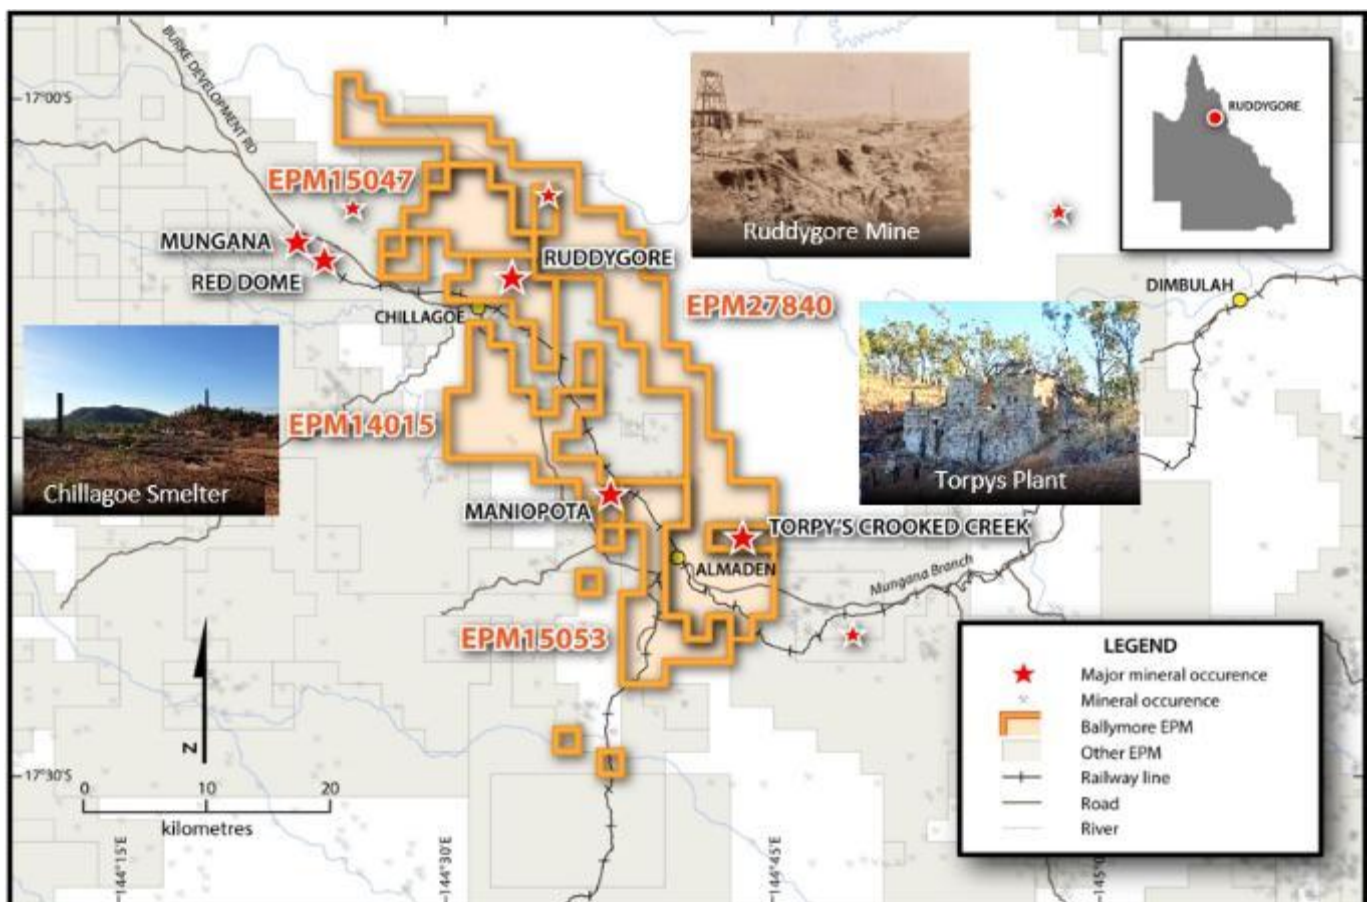 BURKE DEVELOPMENT RD
17°00'S
RUDDYGORE
EPM15047
Ruddygore Mine
MUNGANA
RUDDYGORE
RED DOME
DIMBULAH
EPM27840
CHILLAGOE
EPM14015
Chillagoe Smelter
Torpys Plant
MANIOPOTA
TORPY'S CROOKED CREEK
ALMADEN
Mungana Branch
EPM15053
LEGEND
Major mineral occurence
Mineral occurence
Ballymore EPM
Other EPM
Railway line
Road
River
N
17°30'S
0 10 20
kilometres
144°15'E
144°30'E
144°45'E